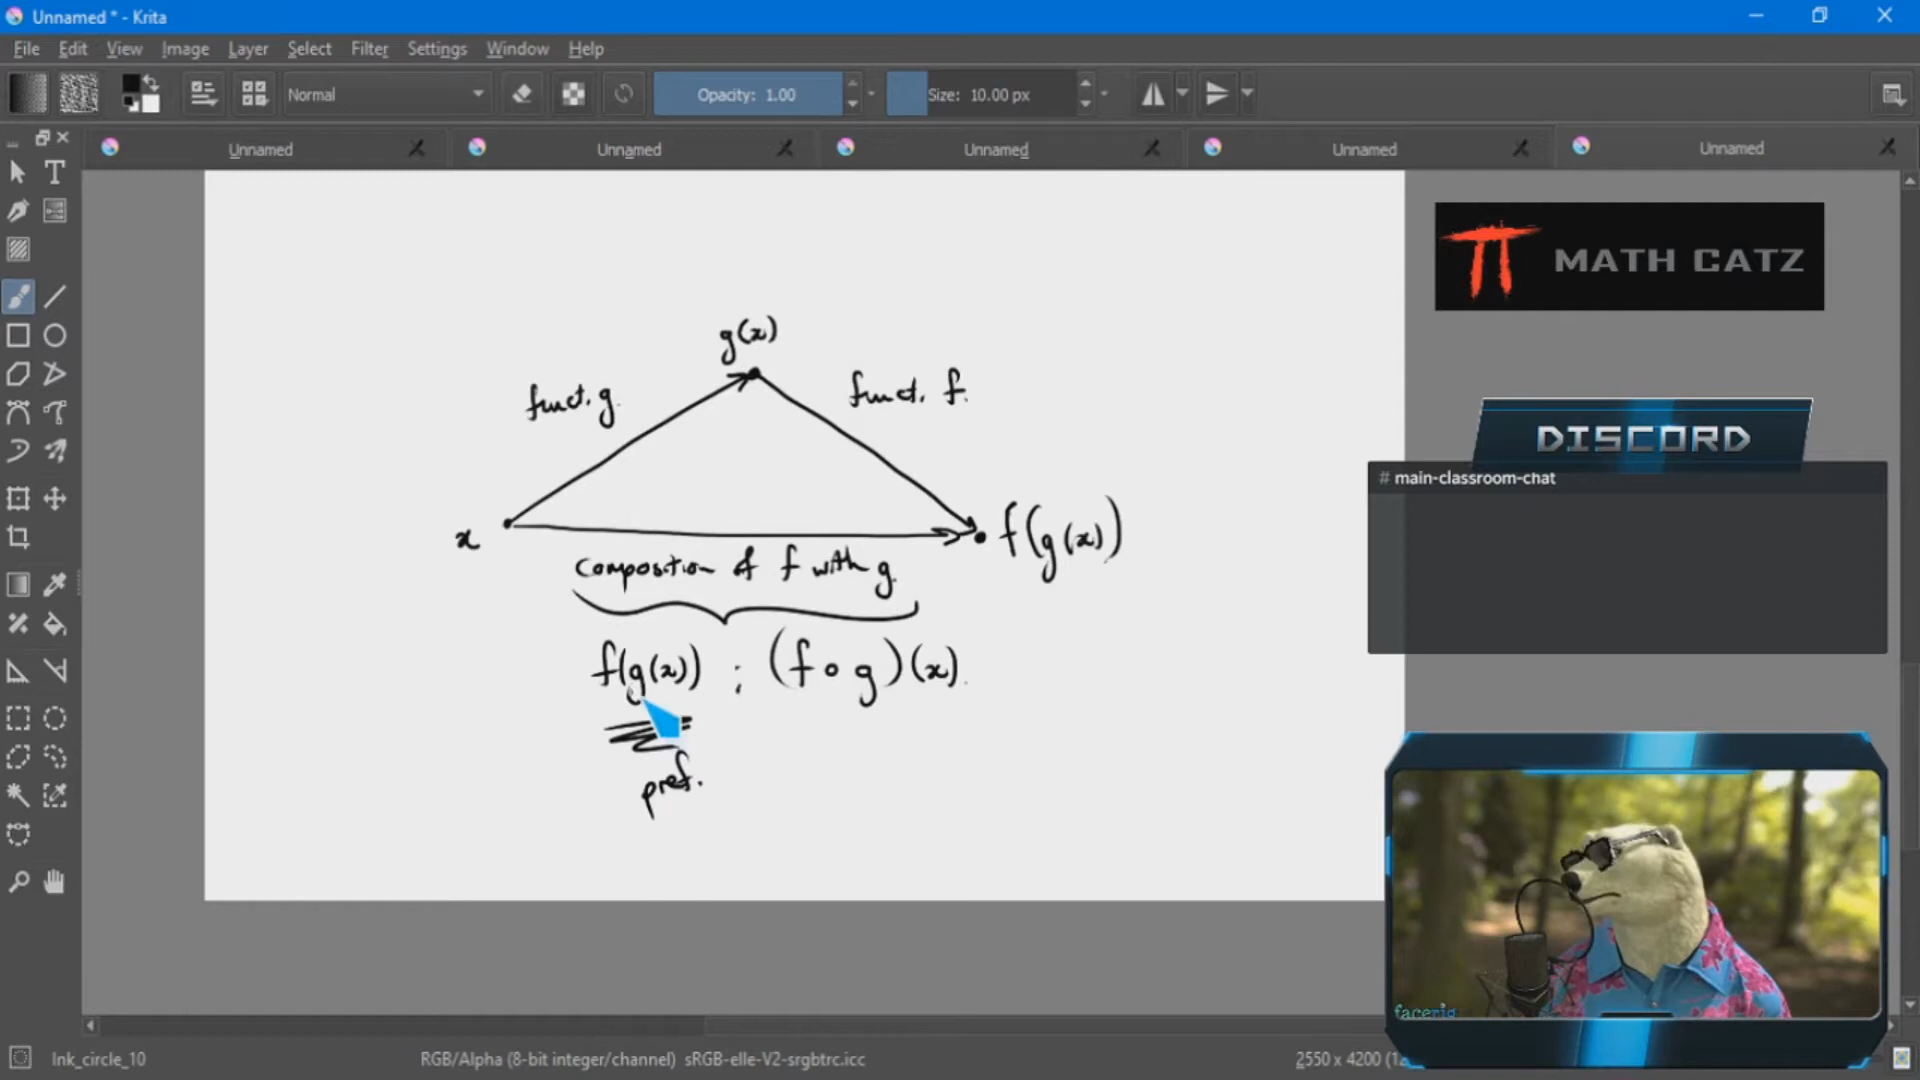 Unnamed * - Krita
File Edit View Image Layer Select Filter Settings Window Help
Normal Opacity: 1.00 Size: 10.00 px
Unnamed Unnamed Unnamed Unnamed Unnamed
MATH CATZ
g(x)
funct. g.
funct. f.
DISCORD
# main-classroom-chat
x
f(g(x))
composition of f with g.
f(g(x)) ; (f∘g)(x).
pref.
facerig
Ink_circle_10 RGB/Alpha (8-bit integer/channel) sRGB-elle-V2-srgbtrc.icc 2550 x 4200 (12